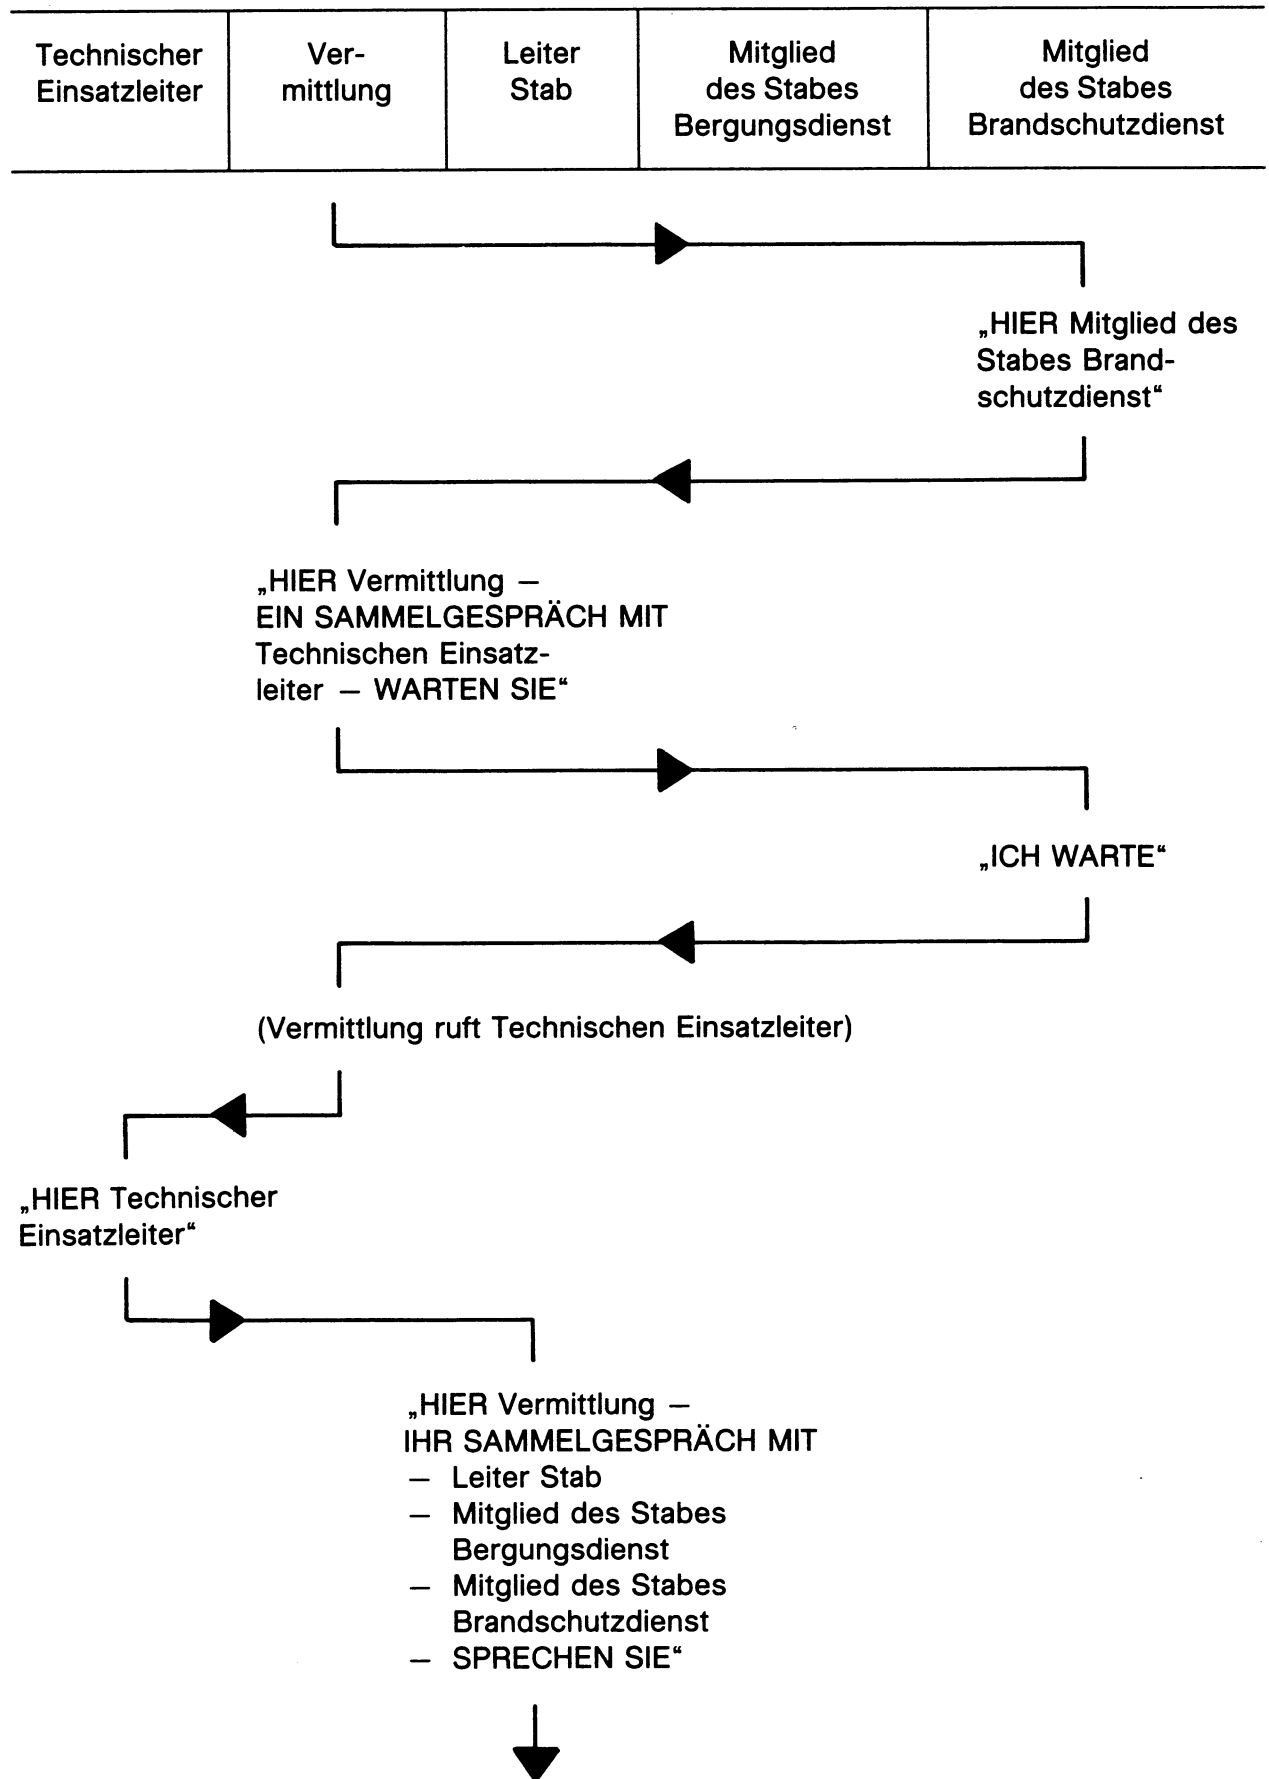 Technischer
Einsatzleiter
Ver-
mittlung
Leiter
Stab
Mitglied
des Stabes
Bergungsdienst
Mitglied
des Stabes
Brandschutzdienst
„HIER Mitglied des
Stabes Brand-
schutzdienst“
„HIER Vermittlung —
EIN SAMMELGESPRÄCH MIT
Technischen Einsatz-
leiter — WARTEN SIE“
„ICH WARTE“
(Vermittlung ruft Technischen Einsatzleiter)
„HIER Technischer
Einsatzleiter“
„HIER Vermittlung —
IHR SAMMELGESPRÄCH MIT
— Leiter Stab
— Mitglied des Stabes
Bergungsdienst
— Mitglied des Stabes
Brandschutzdienst
— SPRECHEN SIE“